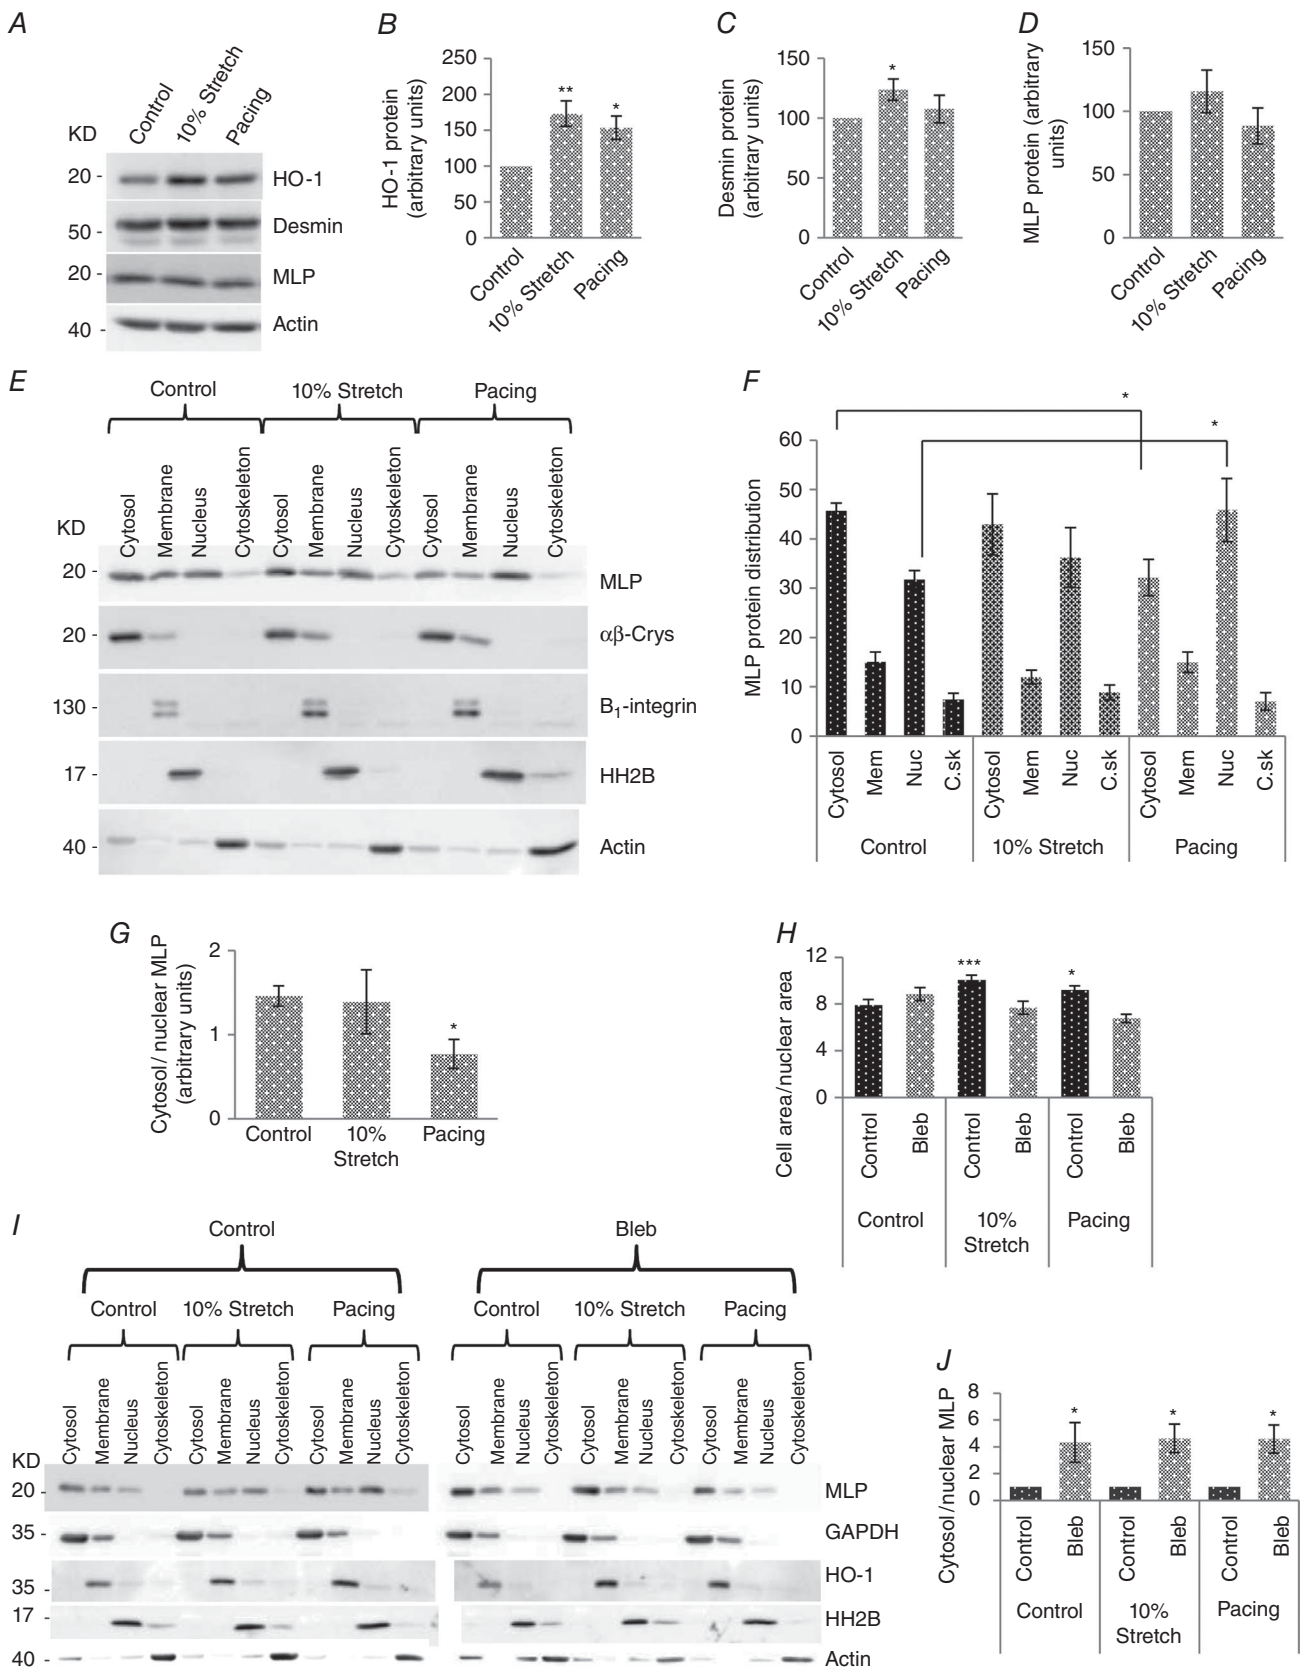 A
KD
Control
10% Stretch
Pacing
20 -
HO-1
50 -
Desmin
20 -
MLP
40 -
Actin
B
HO-1 protein
(arbitrary units)
250
200
150
100
50
0
**
*
Control
10% Stretch
Pacing
C
Desmin protein
(arbitrary units)
150
100
50
0
*
Control
10% Stretch
Pacing
D
MLP protein (arbitrary
units)
150
100
50
0
Control
10% Stretch
Pacing
E
Control
10% Stretch
Pacing
KD
Cytosol
Membrane
Nucleus
Cytoskeleton
Cytosol
Membrane
Nucleus
Cytoskeleton
Cytosol
Membrane
Nucleus
Cytoskeleton
20 -
MLP
20 -
αβ-Crys
130 -
B1-integrin
17 -
HH2B
40 -
Actin
F
MLP protein distribution
60
50
40
30
20
10
0
*
*
Cytosol
Mem
Nuc
C.sk
Cytosol
Mem
Nuc
C.sk
Cytosol
Mem
Nuc
C.sk
Control
10% Stretch
Pacing
G
Cytosol/ nuclear MLP
(arbitrary units)
2
1
0
*
Control
10%
Stretch
Pacing
H
Cell area/nuclear area
12
8
4
0
***
*
Control
Bleb
Control
Bleb
Control
Bleb
Control
10%
Stretch
Pacing
I
Control
Bleb
Control
10% Stretch
Pacing
Control
10% Stretch
Pacing
KD
Cytosol
Membrane
Nucleus
Cytoskeleton
Cytosol
Membrane
Nucleus
Cytoskeleton
Cytosol
Membrane
Nucleus
Cytoskeleton
Cytosol
Membrane
Nucleus
Cytoskeleton
Cytosol
Membrane
Nucleus
Cytoskeleton
Cytosol
Membrane
Nucleus
Cytoskeleton
20 -
MLP
35 -
GAPDH
35 -
HO-1
17 -
HH2B
40 -
Actin
J
Cytosol/nuclear MLP
8
6
4
2
0
*
*
*
Control
Bleb
Control
Bleb
Control
Bleb
Control
10%
Stretch
Pacing